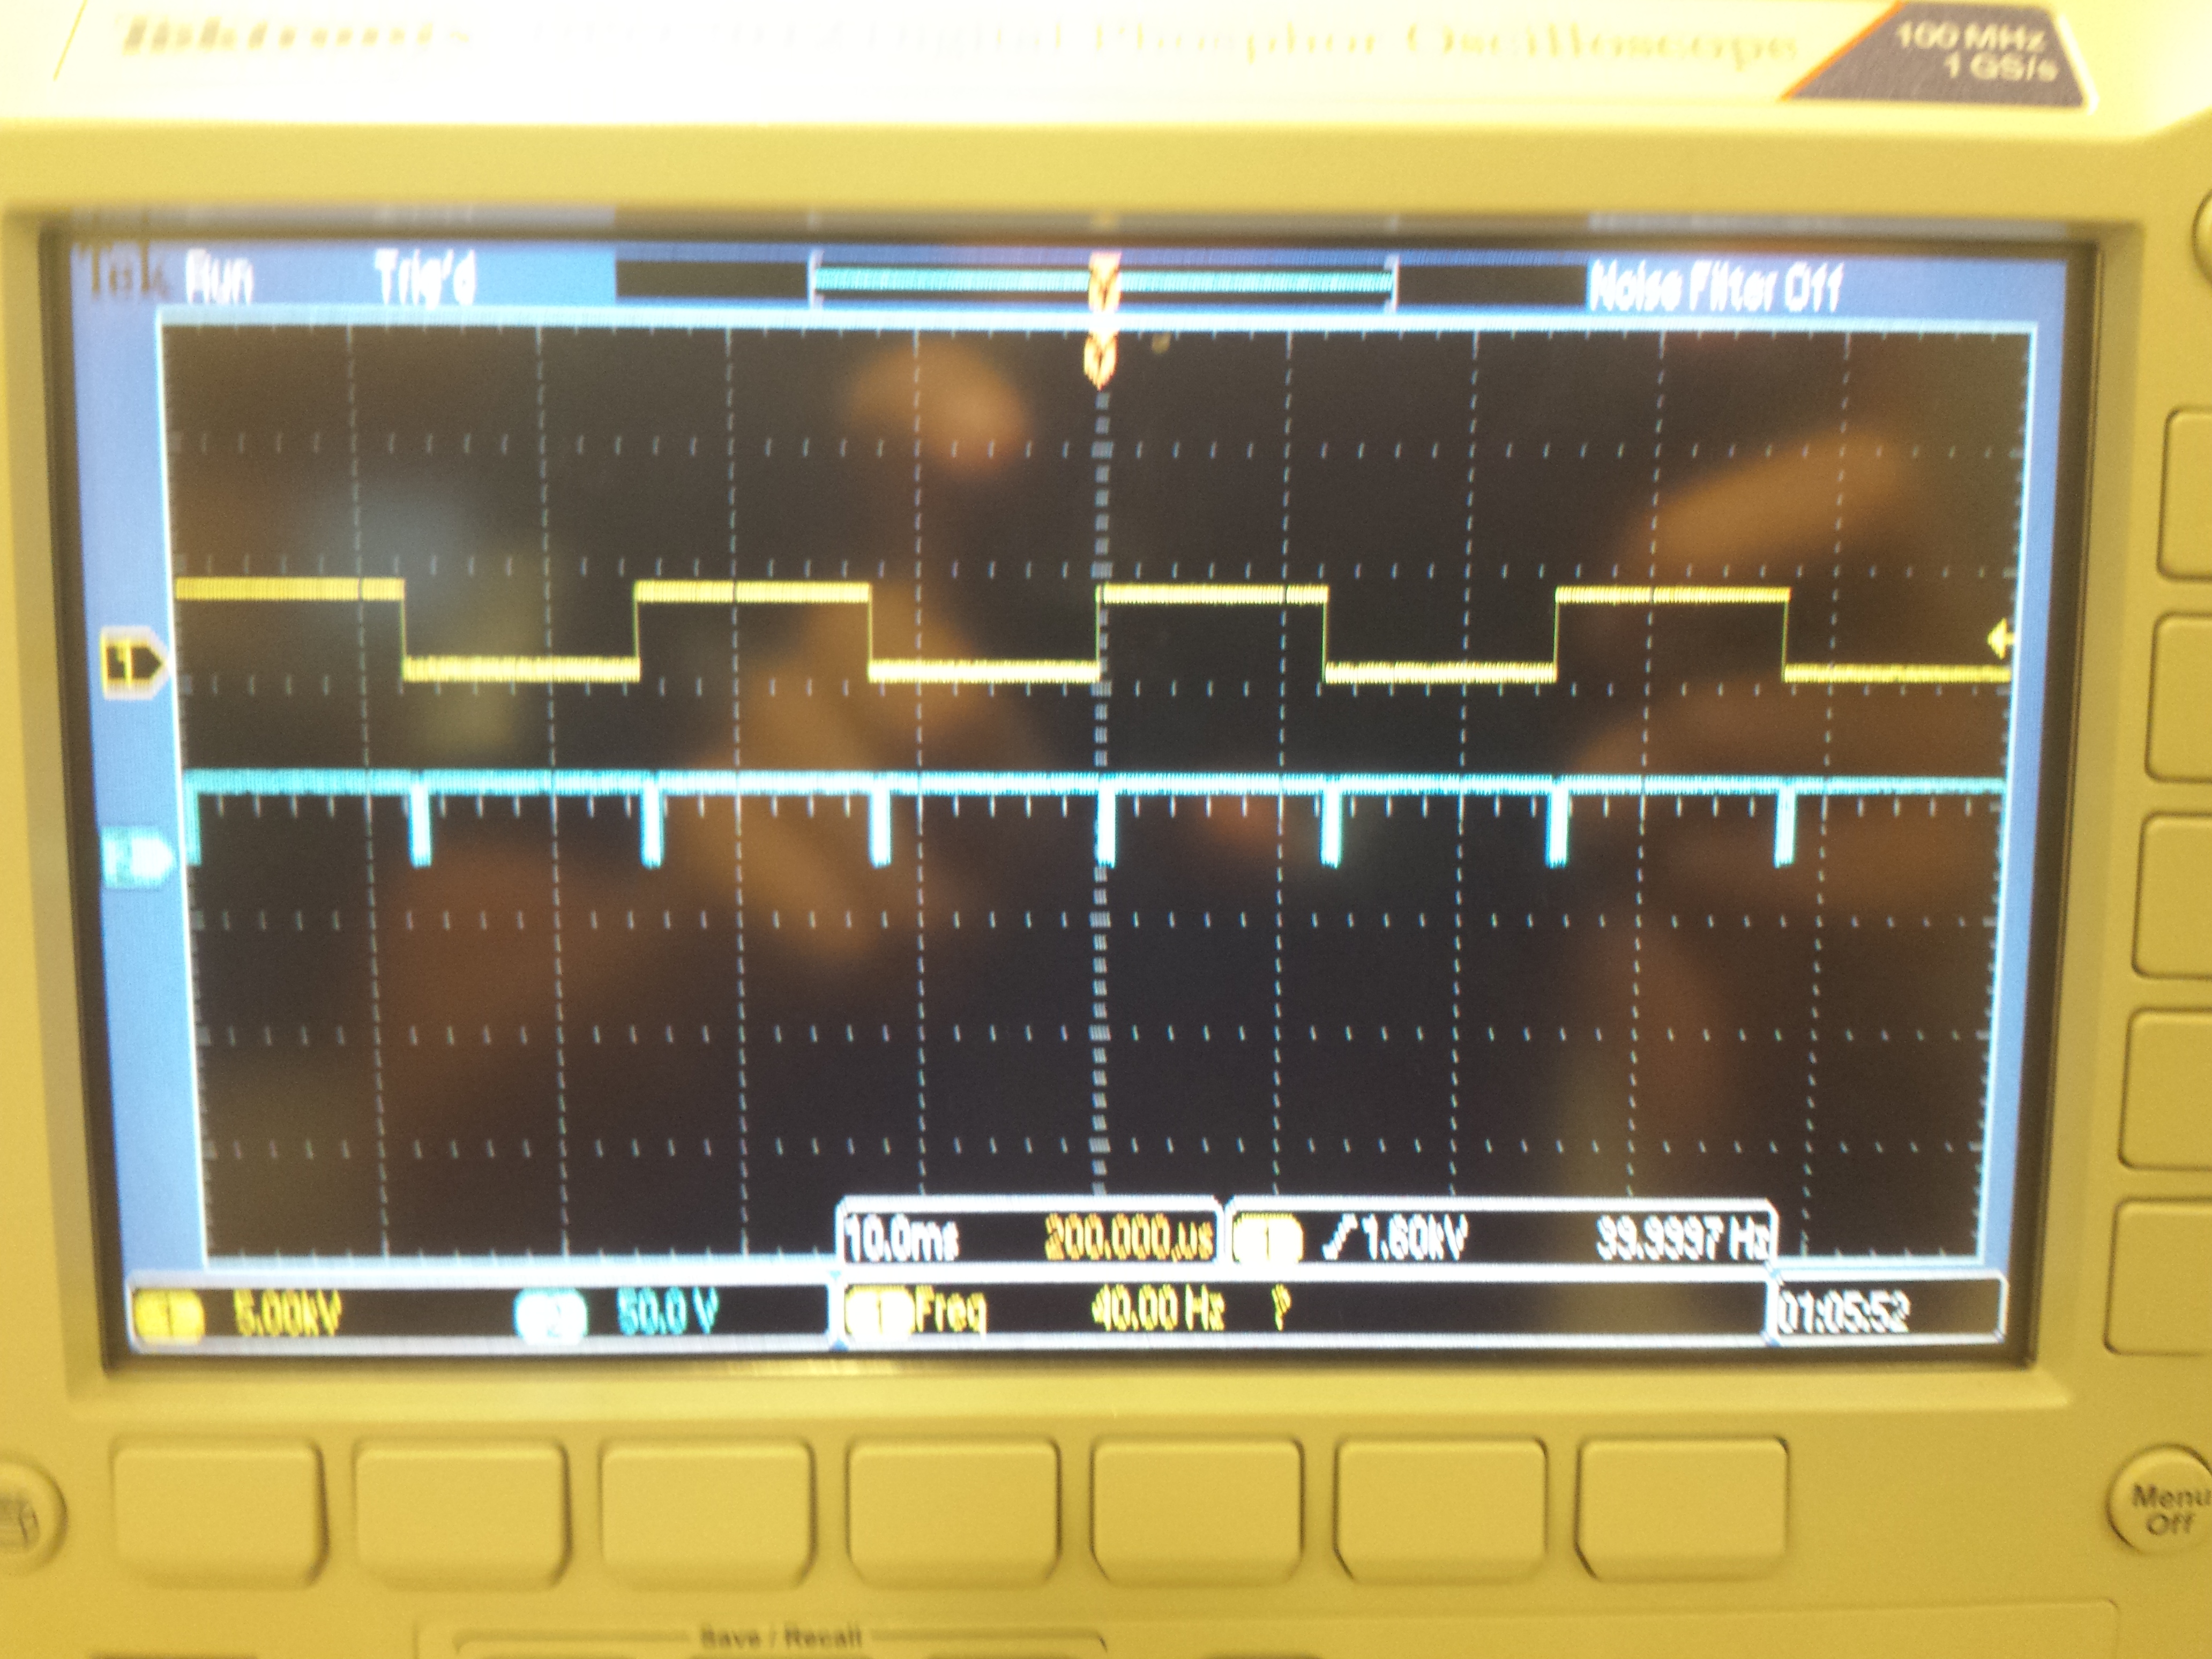 Tektronix Digital Phosphor Oscilloscope
100 MHz
1 GS/s
Tek Run Trig'd Noise Filter Off
1
10.0ms 200.000µs 1 1.60kV 39.9997 Hz
1 5.00kV 2 50.0 V 1 Freq 40.00 Hz ? 01:05:52
Menu
Off
Save / Recall